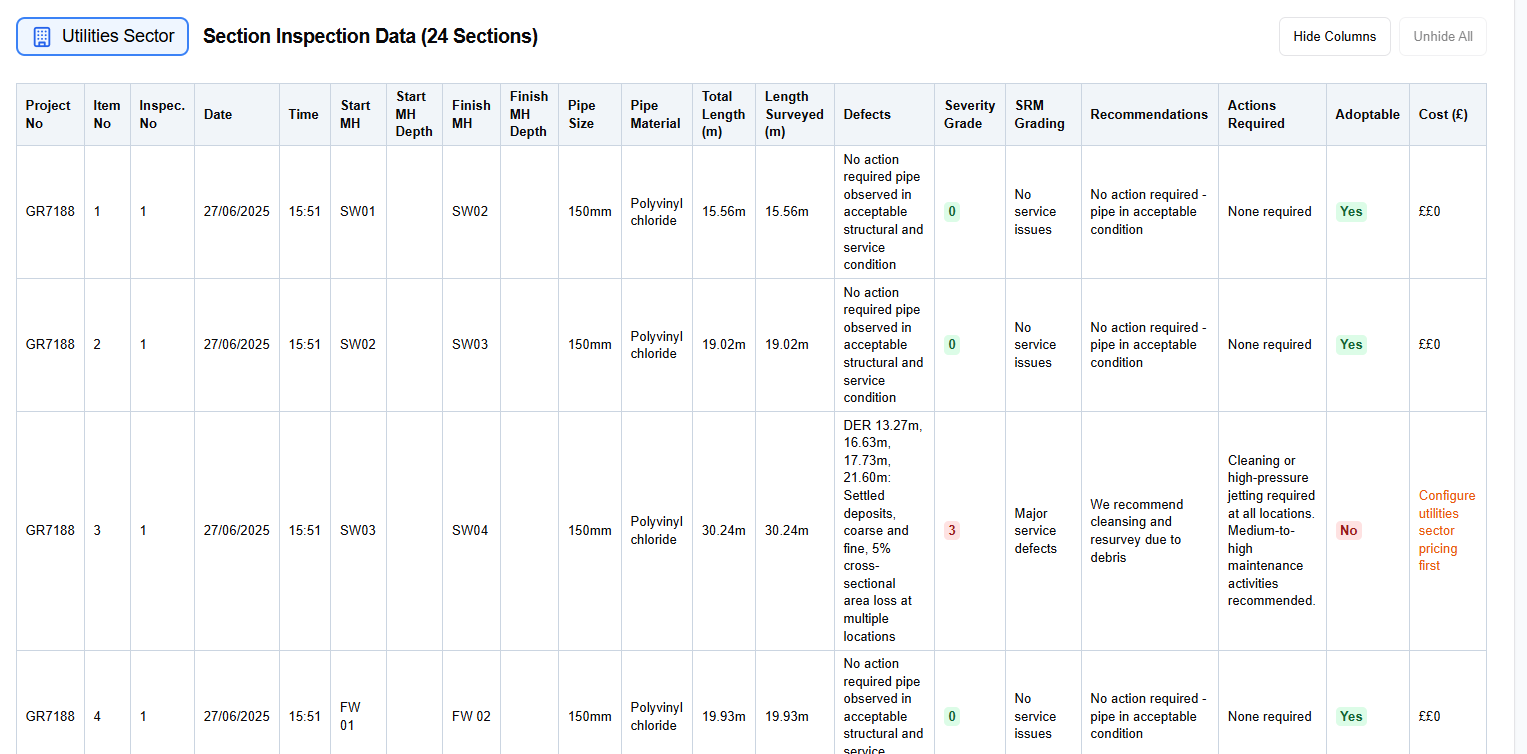 Utilities Sector
Section Inspection Data (24 Sections)
Hide Columns
Unhide All
Project
No
Item
No
Inspec.
No
Date
Time
Start
MH
Start
MH
Depth
Finish
MH
Finish
MH
Depth
Pipe
Size
Pipe
Material
Total
Length
(m)
Length
Surveyed
(m)
Defects
Severity
Grade
SRM
Grading
Recommendations
Actions
Required
Adoptable
Cost (£)
GR7188
1
1
27/06/2025
15:51
SW01
SW02
150mm
Polyvinyl
chloride
15.56m
15.56m
No action
required pipe
observed in
acceptable
structural and
service
condition
0
No
service
issues
No action required -
pipe in acceptable
condition
None required
Yes
££0
GR7188
2
1
27/06/2025
15:51
SW02
SW03
150mm
Polyvinyl
chloride
19.02m
19.02m
No action
required pipe
observed in
acceptable
structural and
service
condition
0
No
service
issues
No action required -
pipe in acceptable
condition
None required
Yes
££0
GR7188
3
1
27/06/2025
15:51
SW03
SW04
150mm
Polyvinyl
chloride
30.24m
30.24m
DER 13.27m,
16.63m,
17.73m,
21.60m:
Settled
deposits,
coarse and
fine, 5%
cross-
sectional
area loss at
multiple
locations
3
Major
service
defects
We recommend
cleansing and
resurvey due to
debris
Cleaning or
high-pressure
jetting required
at all locations.
Medium-to-
high
maintenance
activities
recommended.
No
Configure
utilities
sector
pricing
first
GR7188
4
1
27/06/2025
15:51
FW
01
FW 02
150mm
Polyvinyl
chloride
19.93m
19.93m
No action
required pipe
observed in
acceptable
structural and
service
0
No
service
issues
No action required -
pipe in acceptable
condition
None required
Yes
££0